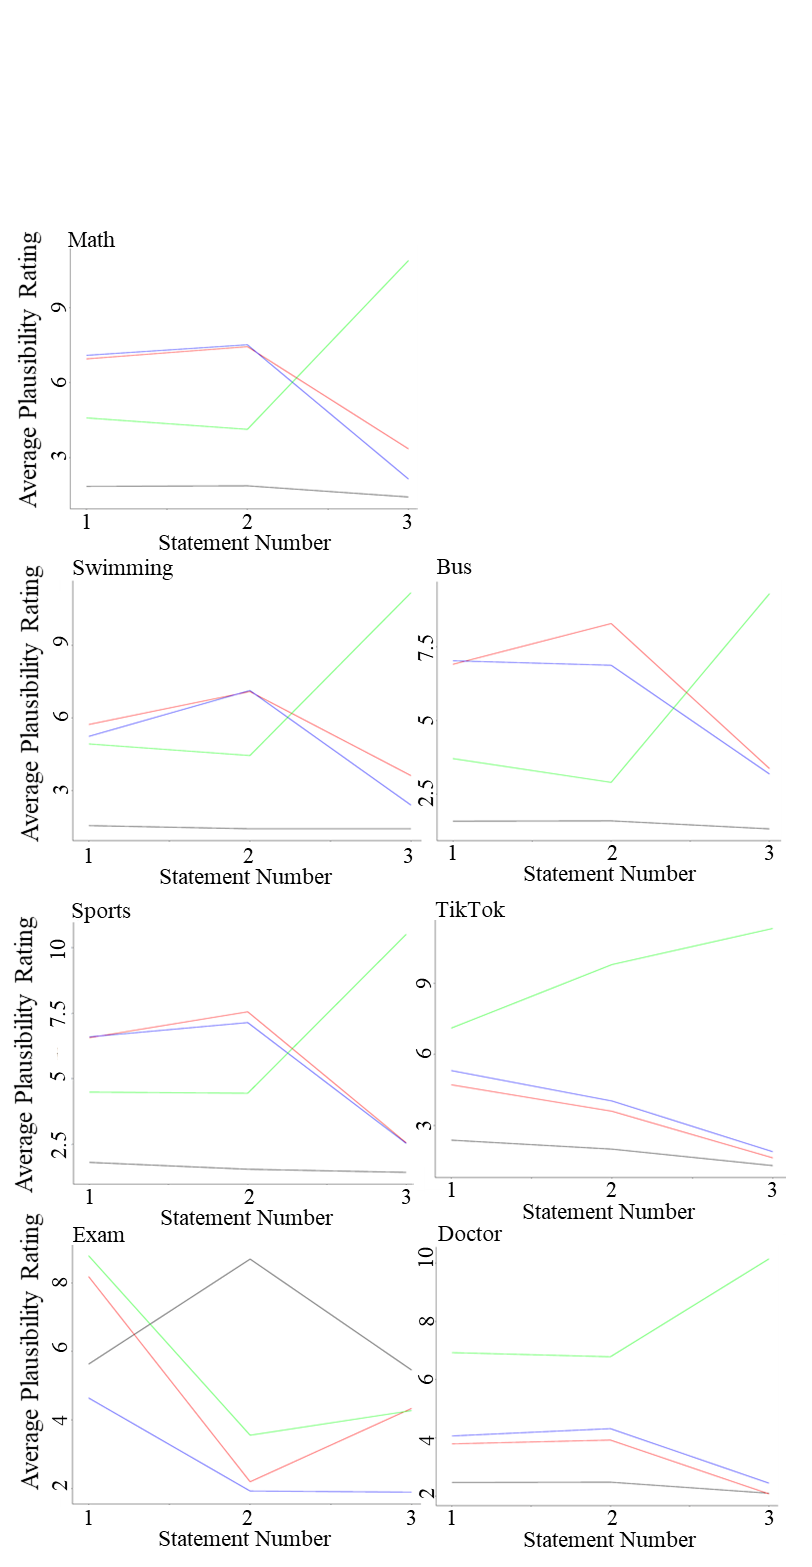 Math
Average Plausibility Rating
9
6
3
1 2 3
Statement Number
Swimming
Average Plausibility Rating
9
6
3
1 2 3
Statement Number
Bus
7.5
5
2.5
1 2 3
Statement Number
Sports
Average Plausibility Rating
10
7.5
5
2.5
1 2 3
Statement Number
TikTok
9
6
3
1 2 3
Statement Number
Exam
Average Plausibility Rating
8
6
4
2
1 2 3
Statement Number
Doctor
10
8
6
4
2
1 2 3
Statement Number